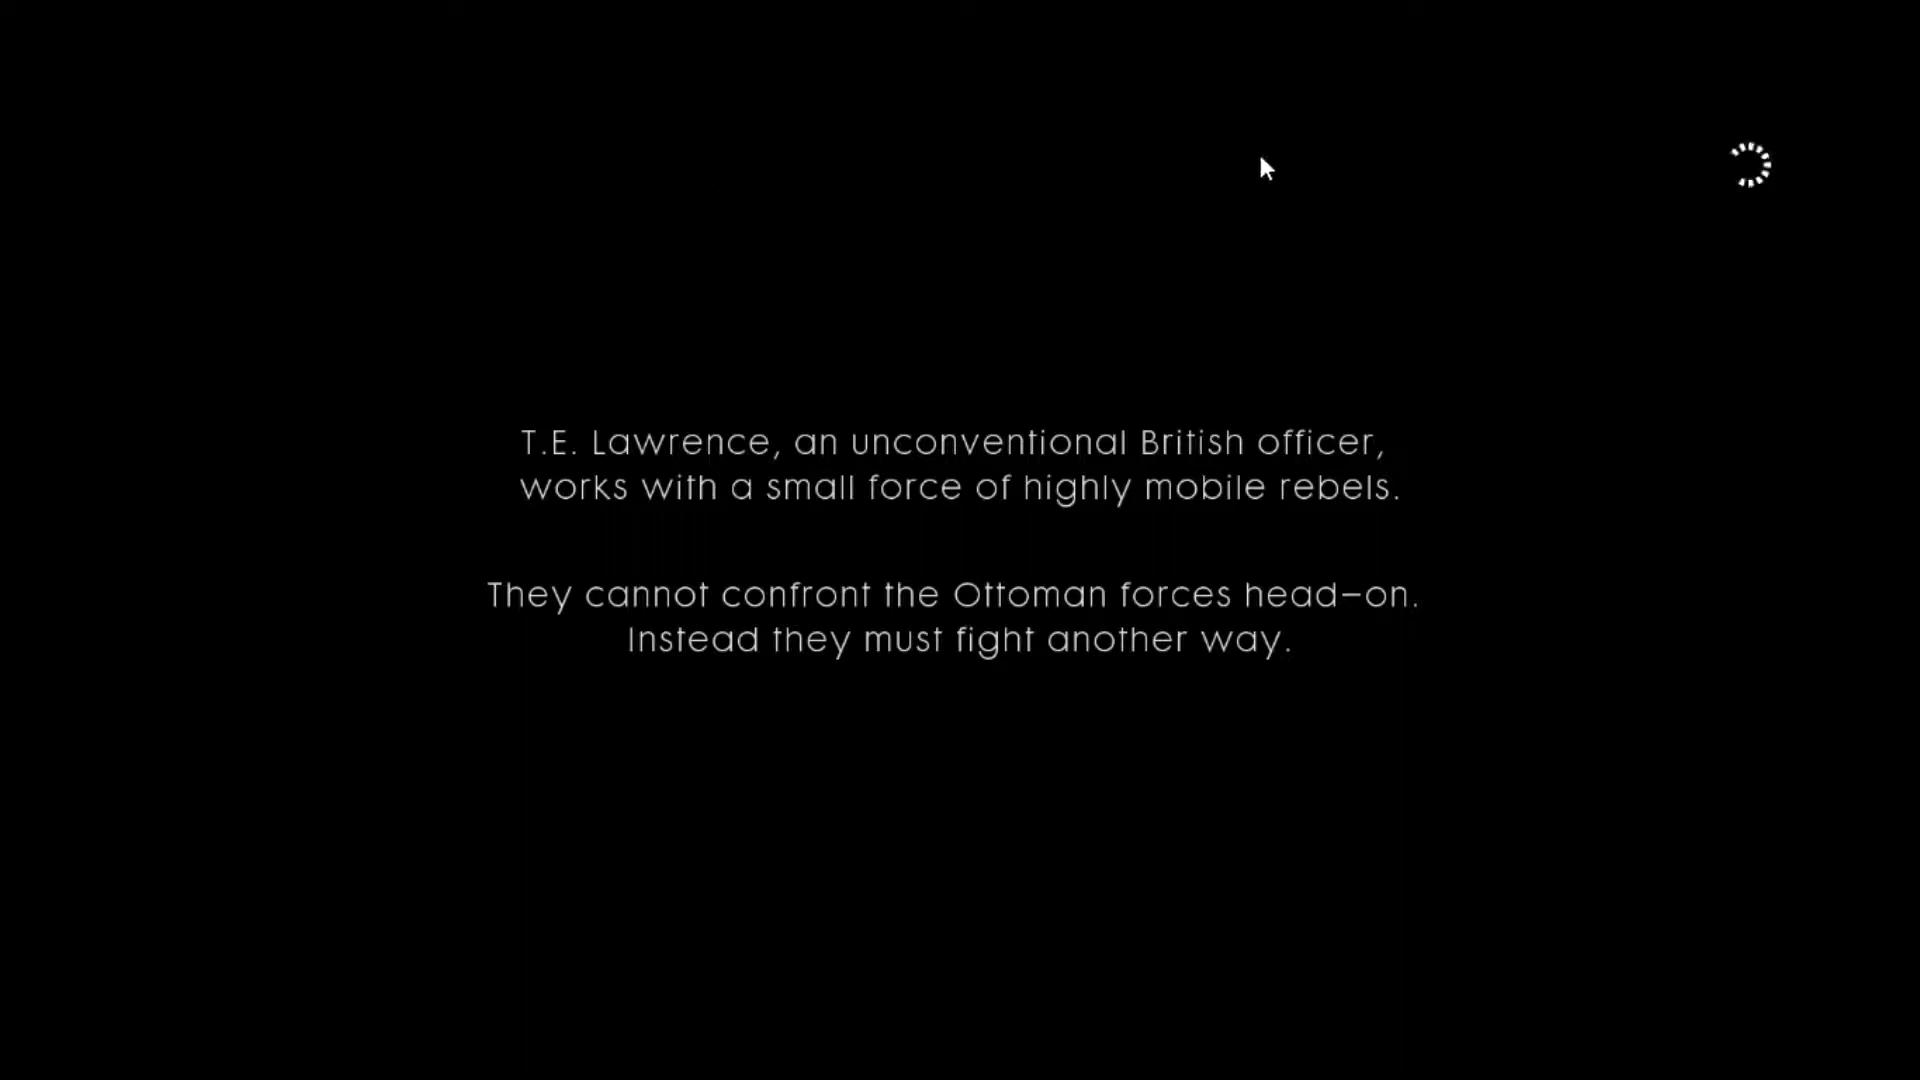 T.E. Lawrence, an unconventional British officer,
works with a small force of highly mobile rebels.
They cannot confront the Ottoman forces head-on.
Instead they must fight another way.